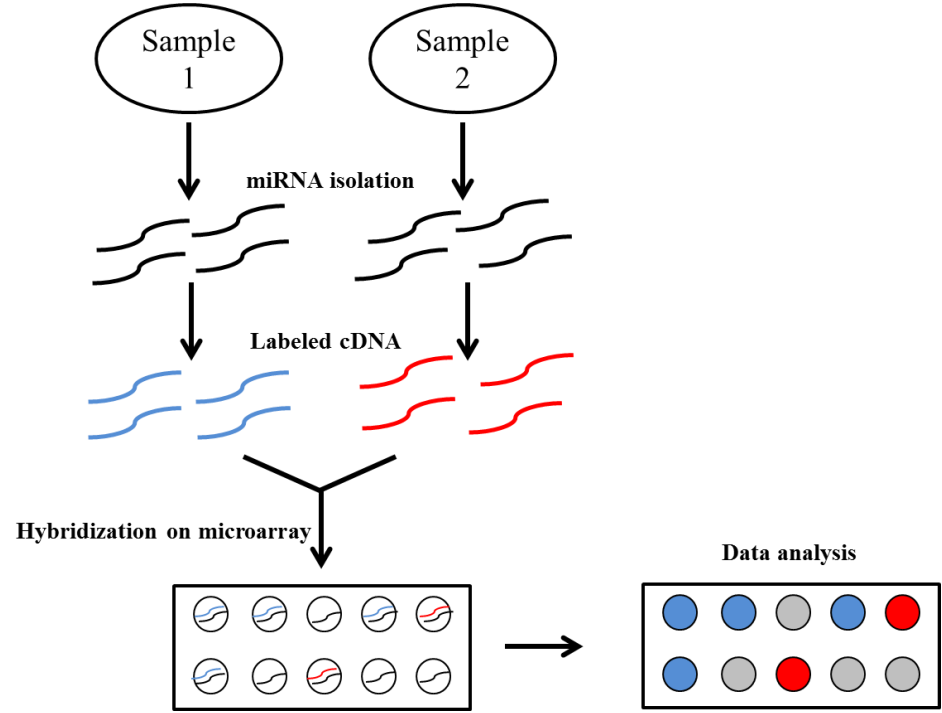 Sample
1
Sample
2
miRNA isolation
Labeled cDNA
Hybridization on microarray
Data analysis